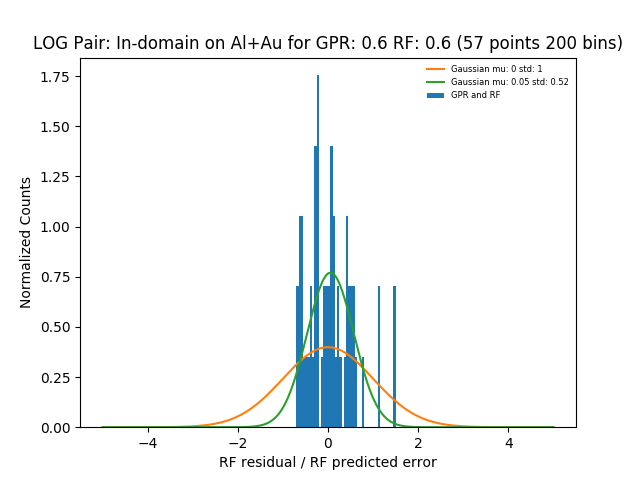 LOG Pair: In-domain on Al+Au for GPR: 0.6 RF: 0.6 (57 points 200 bins)
Gaussian mu: 0 std: 1
Gaussian mu: 0.05 std: 0.52
GPR and RF
Normalized Counts
1.75
1.50
1.25
1.00
0.75
0.50
0.25
0.00
−4
−2
0
2
4
RF residual / RF predicted error